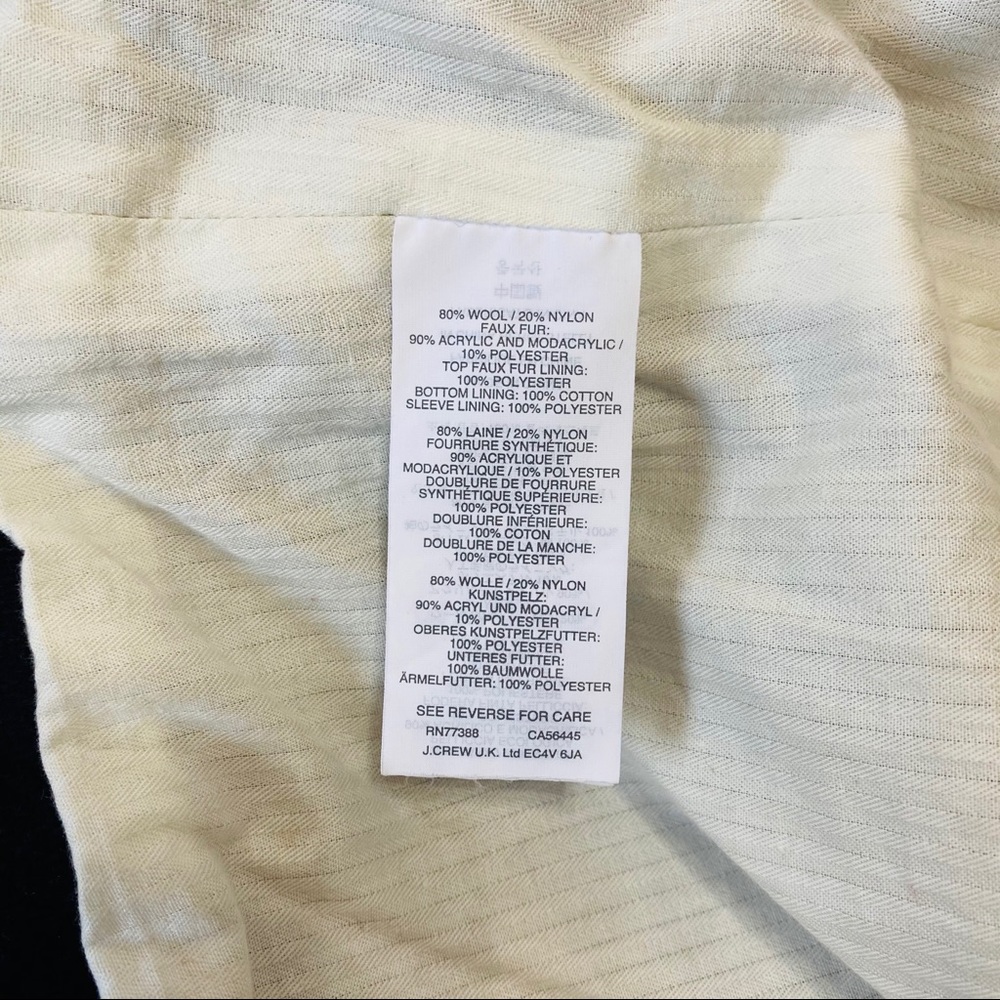 80% WOOL / 20% NYLON
FAUX FUR:
90% ACRYLIC AND MODACRYLIC /
10% POLYESTER
TOP FAUX FUR LINING:
100% POLYESTER
BOTTOM LINING: 100% COTTON
SLEEVE LINING: 100% POLYESTER
80% LAINE / 20% NYLON
FOURRURE SYNTHÉTIQUE:
90% ACRYLIQUE ET
MODACRYLIQUE / 10% POLYESTER
DOUBLURE DE FOURRURE
SYNTHÉTIQUE SUPÉRIEURE:
100% POLYESTER
DOUBLURE INFÉRIEURE:
100% COTON
DOUBLURE DE LA MANCHE:
100% POLYESTER
80% WOLLE / 20% NYLON
KUNSTPELZ:
90% ACRYL UND MODACRYL /
10% POLYESTER
OBERES KUNSTPELZFUTTER:
100% POLYESTER
UNTERES FUTTER:
100% BAUMWOLLE
ÄRMELFUTTER: 100% POLYESTER
SEE REVERSE FOR CARE
RN77388 CA56445
J.CREW U.K. Ltd EC4V 6JA